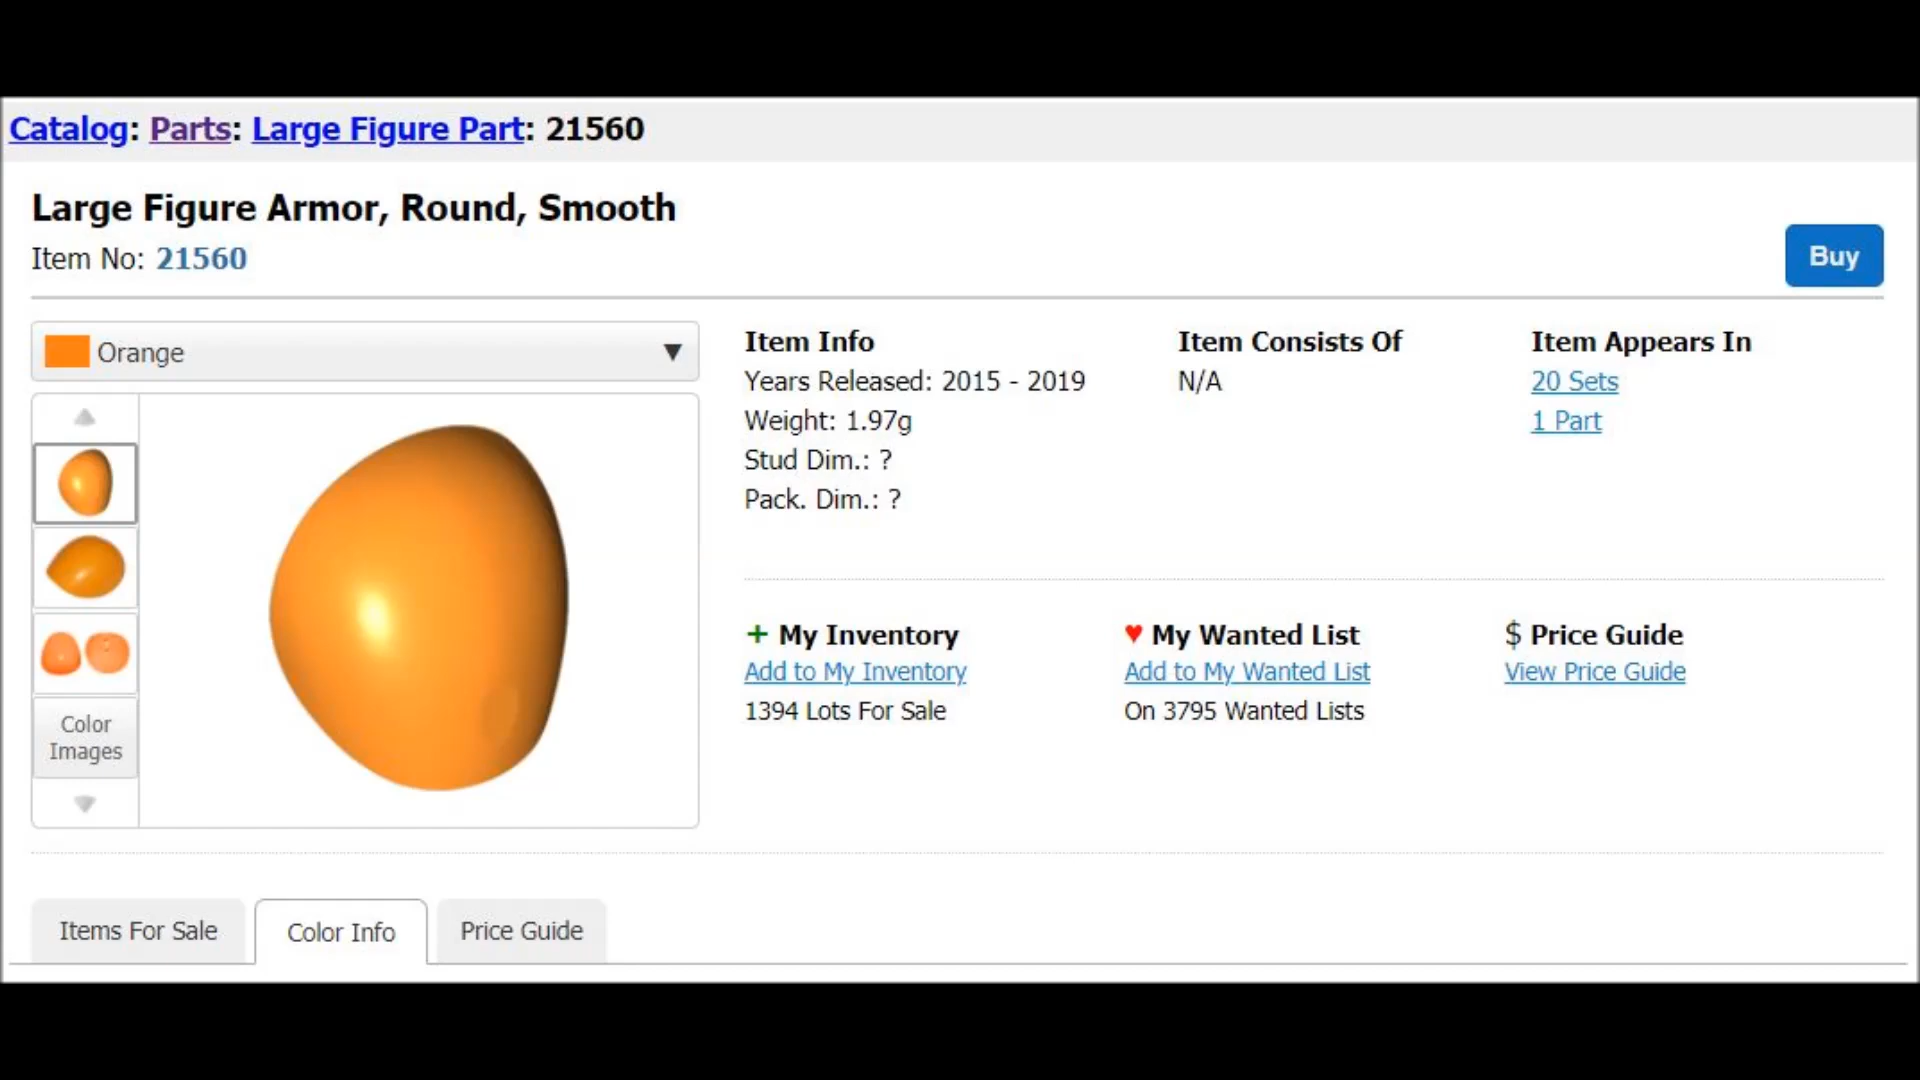 Catalog: Parts: Large Figure Part: 21560
Large Figure Armor, Round, Smooth
Item No: 21560
Buy
Orange
Color
Images
Item Info
Years Released: 2015 - 2019
Weight: 1.97g
Stud Dim.: ?
Pack. Dim.: ?
Item Consists Of
N/A
Item Appears In
20 Sets
1 Part
+ My Inventory
Add to My Inventory
1394 Lots For Sale
♥ My Wanted List
Add to My Wanted List
On 3795 Wanted Lists
$ Price Guide
View Price Guide
Items For Sale
Color Info
Price Guide